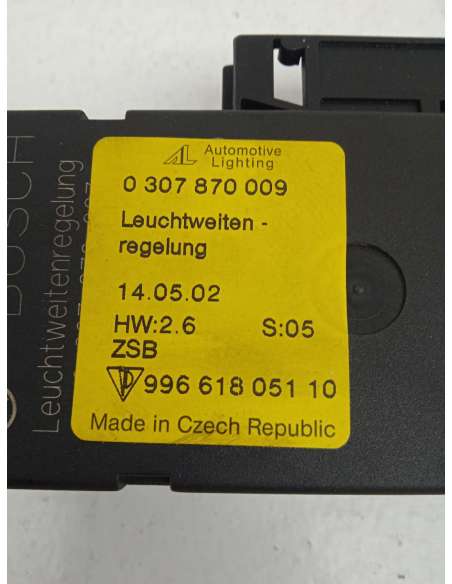 AL Automotive
Lighting
0 307 870 009
Leuchtweiten -
regelung
14.05.02
HW:2.6 S:05
ZSB
996 618 051 10
Made in Czech Republic
BOSCH
Leuchtweitenregelung